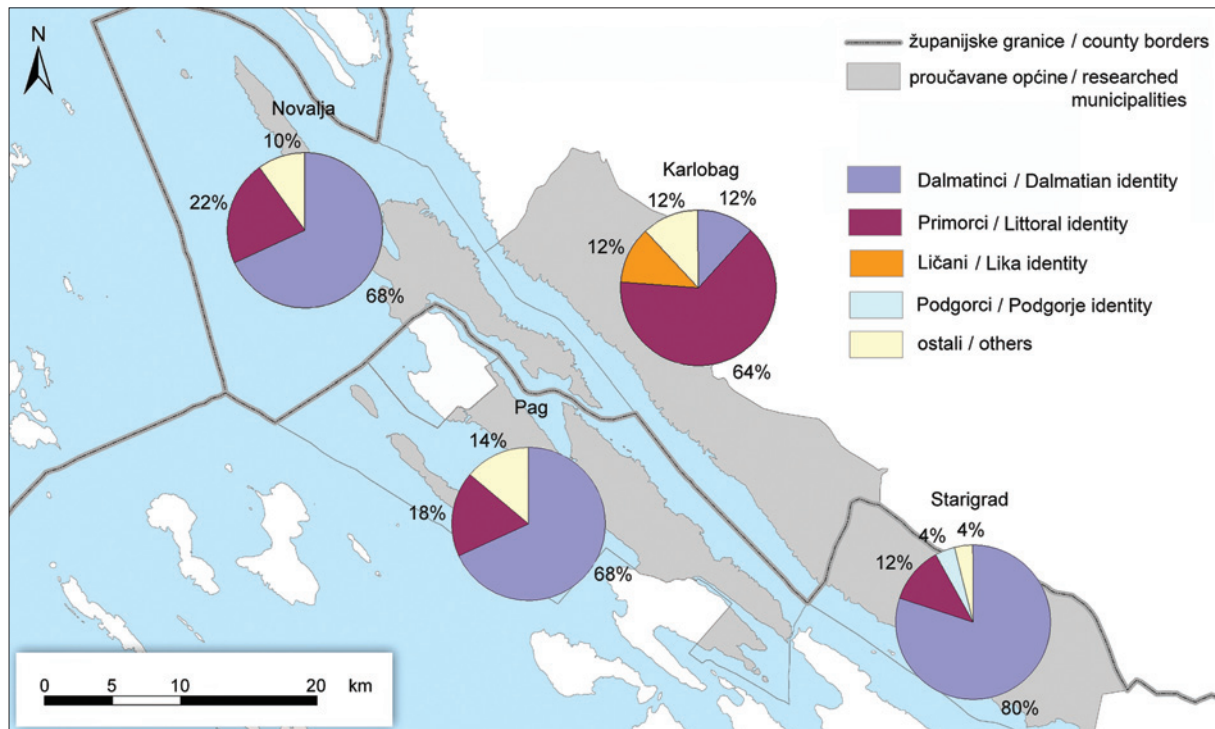 N
Novalja
10%
22%
68%
Karlobag
12%
12%
12%
64%
Pag
14%
18%
68%
Starigrad
4%
4%
12%
80%
županijske granice / county borders
proučavane općine / researched
municipalities
Dalmatinci / Dalmatian identity
Primorci / Littoral identity
Ličani / Lika identity
Podgorci / Podgorje identity
ostali / others
0 5 10 20 km